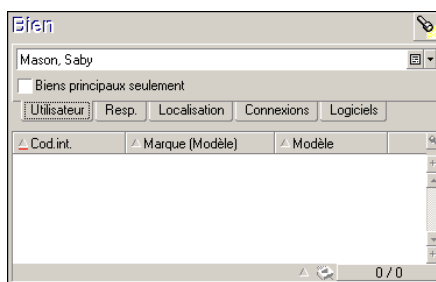 Bien
Mason, Saby
Biens principaux seulement
Utilisateur Resp. Localisation Connexions Logiciels
Cod.int. Marque (Modèle) Modèle
0 / 0